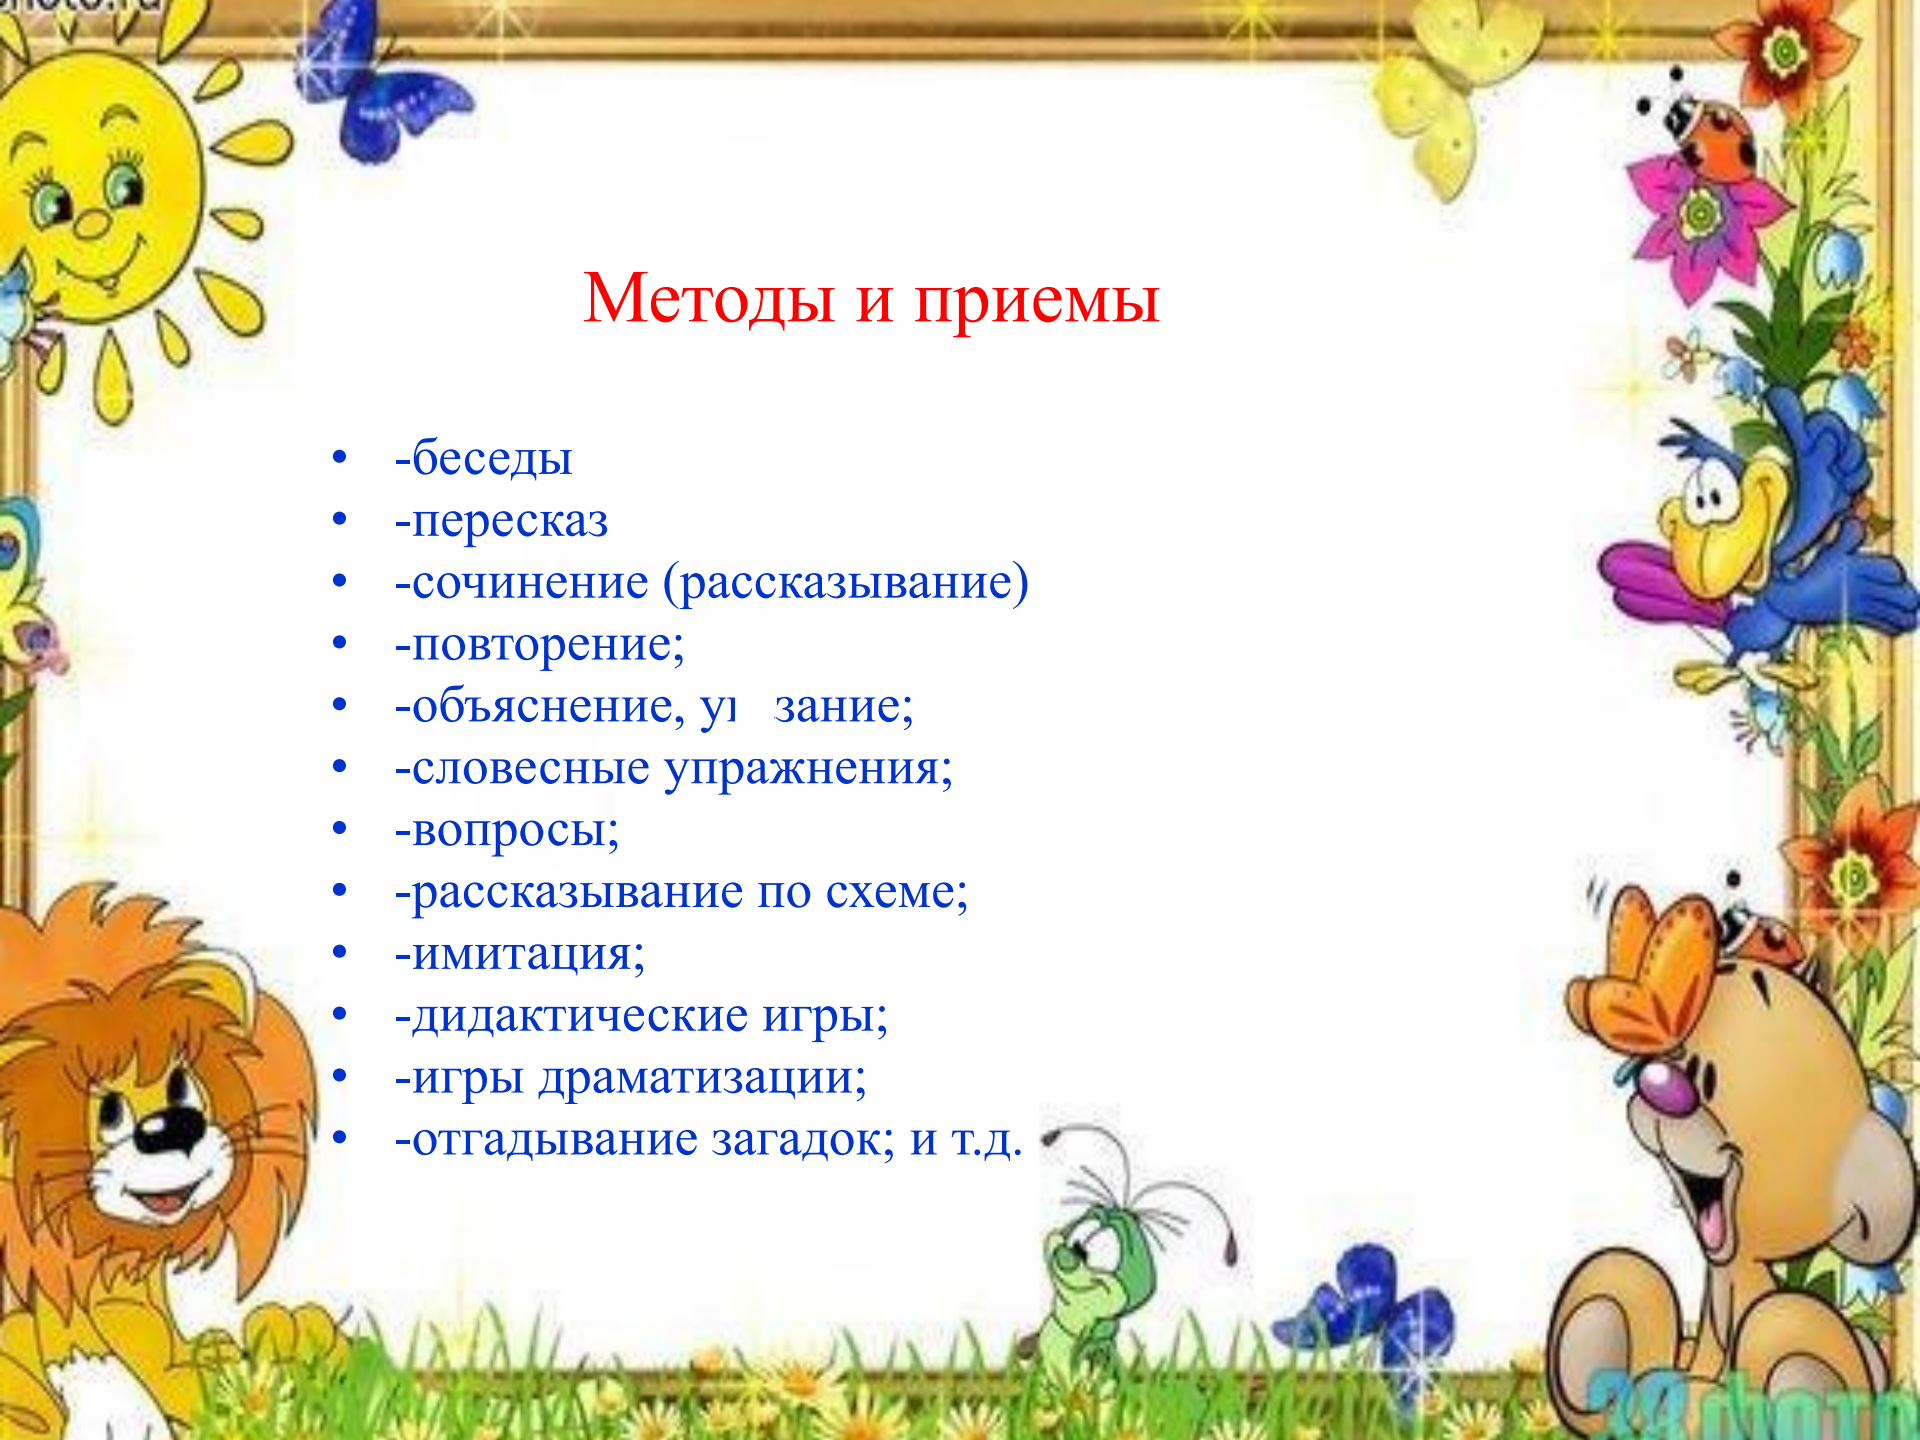 Методы и приемы
• -беседы
• -пересказ
• -сочинение (рассказывание)
• -повторение;
• -объяснение,
• -словесные упражнения;
• -вопросы;
• -рассказывание по схеме;
• -имитация;
• -дидактические игры;
• -игры драматизации;
• -отгадывание загадок; и т.д.